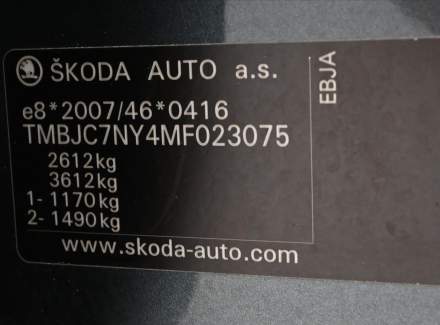 ŠKODA AUTO a.s.
EBJA
e8*2007/46*0416
TMBJC7NY4MF023075
2612kg
3612kg
1- 1170kg
2- 1490kg
www.skoda-auto.com